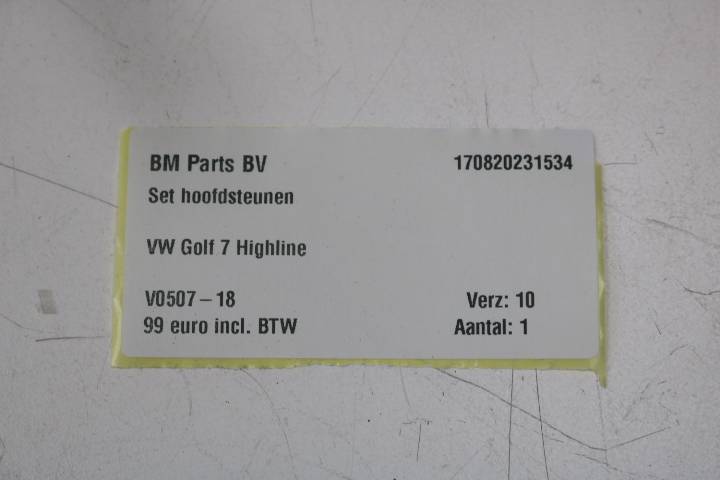 BM Parts BV 170820231534
Set hoofdsteunen
VW Golf 7 Highline
V0507-18 Verz: 10
99 euro incl. BTW Aantal: 1